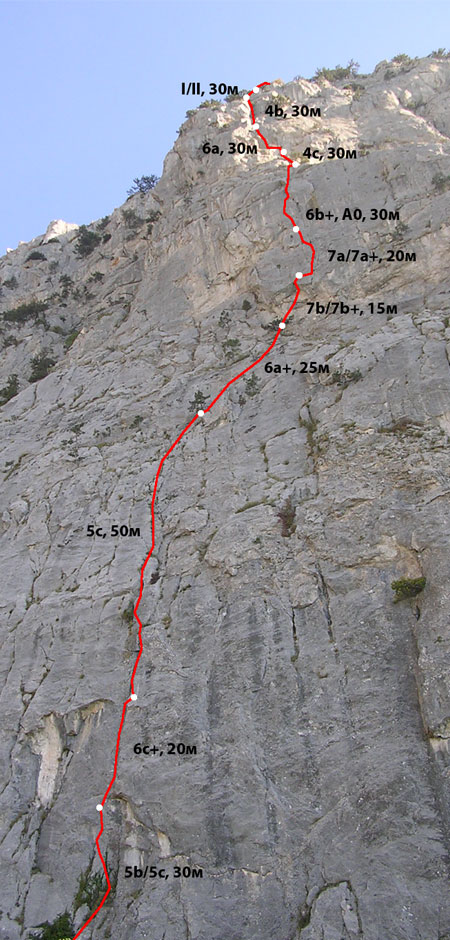 I/II, 30м
4b, 30м
6a, 30м
4c, 30м
6b+, A0, 30м
7a/7a+, 20м
7b/7b+, 15м
6a+, 25м
5c, 50м
6c+, 20м
5b/5c, 30м